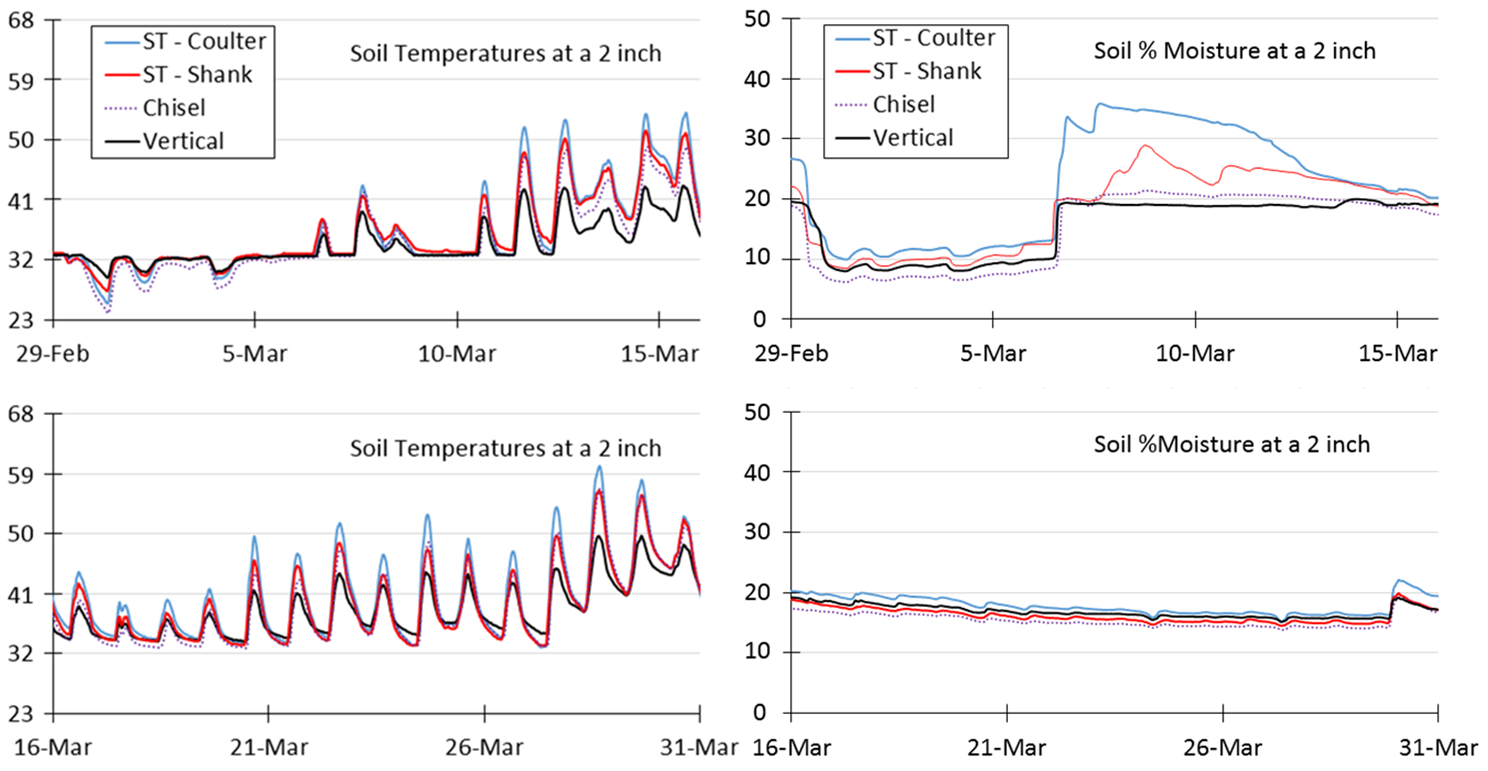 68
59
50
41
32
23
29-Feb
5-Mar
10-Mar
15-Mar
ST - Coulter
ST - Shank
Chisel
Vertical
Soil Temperatures at a 2 inch
50
40
30
20
10
0
29-Feb
5-Mar
10-Mar
15-Mar
ST - Coulter
ST - Shank
Chisel
Vertical
Soil % Moisture at a 2 inch
68
59
50
41
32
23
16-Mar
21-Mar
26-Mar
31-Mar
Soil Temperatures at a 2 inch
50
40
30
20
10
0
16-Mar
21-Mar
26-Mar
31-Mar
Soil %Moisture at a 2 inch